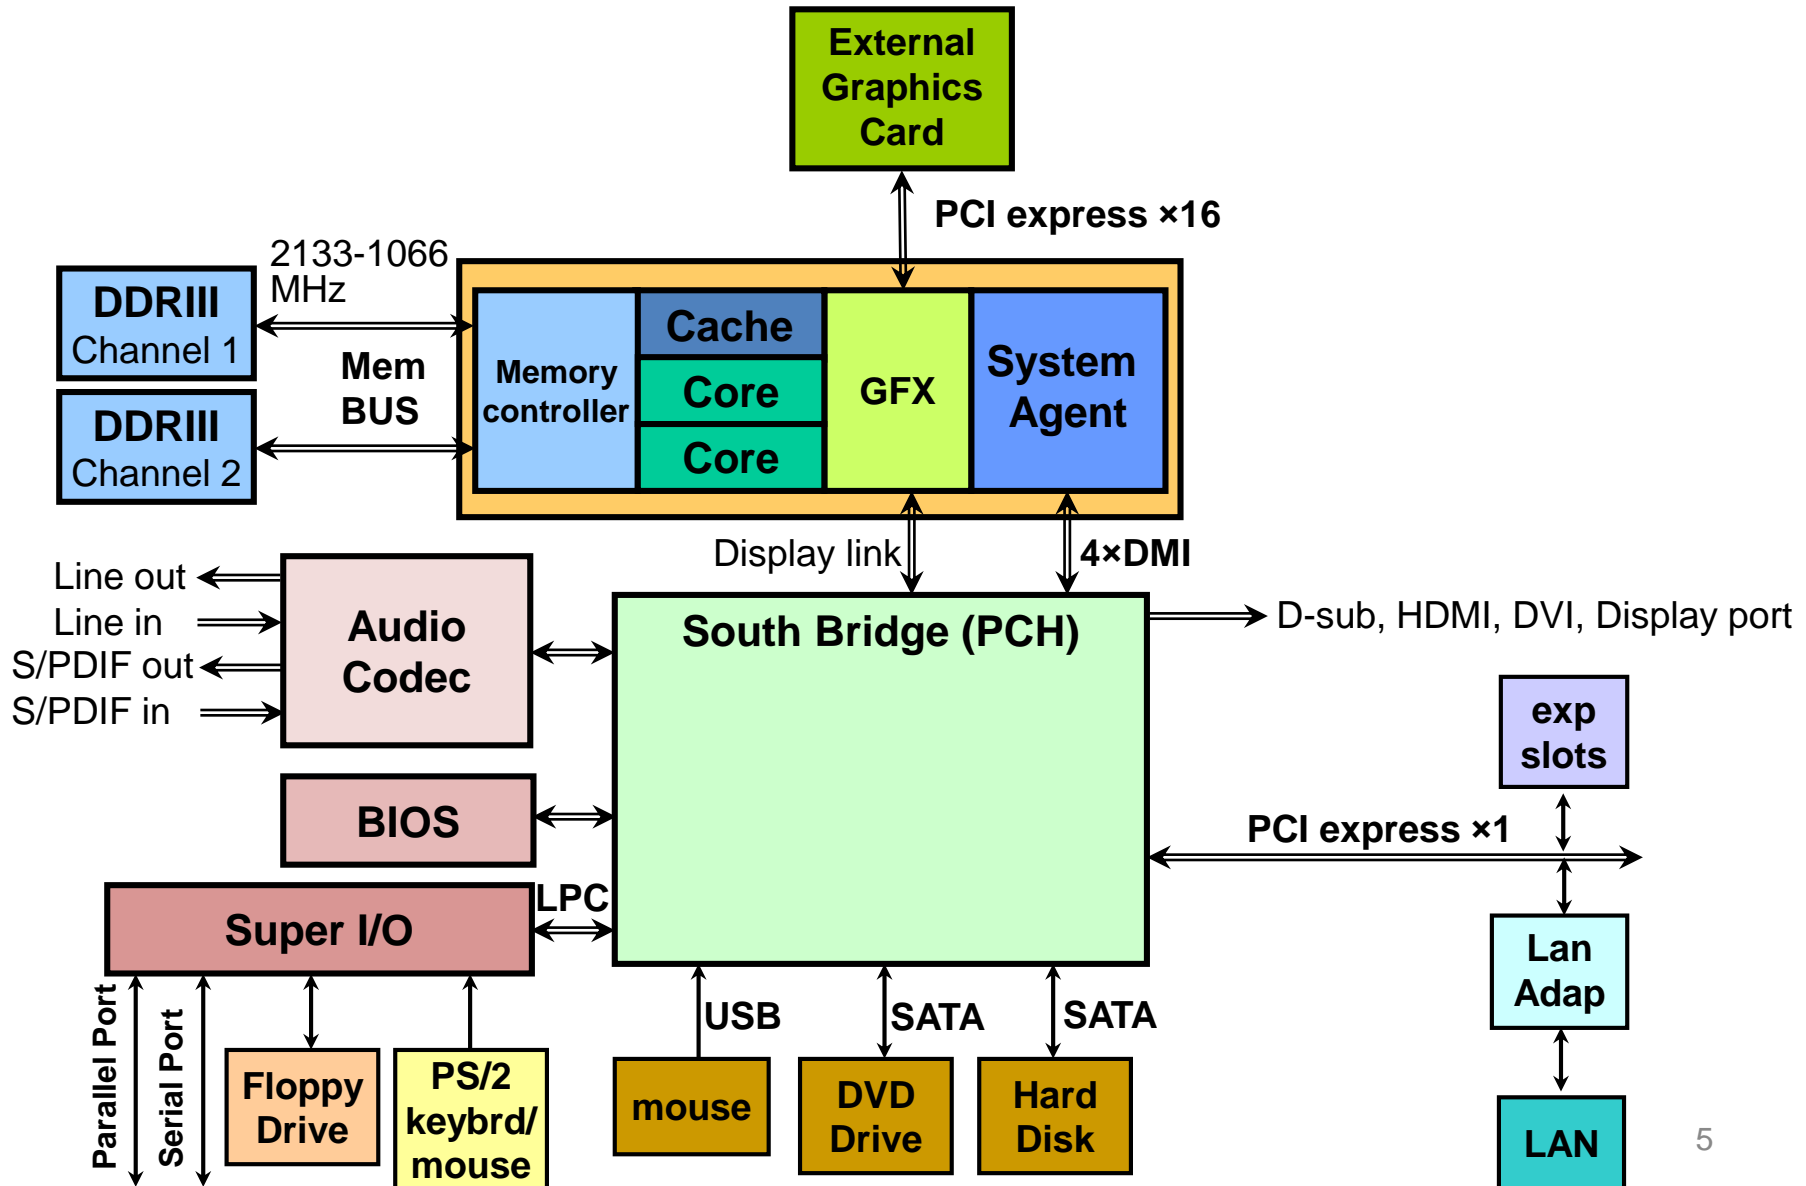 External
Graphics
Card
PCI express ×16
2133-1066
MHz
DDRIII
Channel 1
Mem
BUS
DDRIII
Channel 2
Memory
controller
Cache
Core
Core
GFX
System
Agent
Display link
4×DMI
Line out
Line in
S/PDIF out
S/PDIF in
Audio
Codec
South Bridge (PCH)
D-sub, HDMI, DVI, Display port
exp
slots
BIOS
PCI express ×1
LPC
Super I/O
Lan
Adap
Parallel Port
Serial Port
USB
SATA
SATA
Floppy
Drive
PS/2
keybrd/
mouse
mouse
DVD
Drive
Hard
Disk
LAN
5